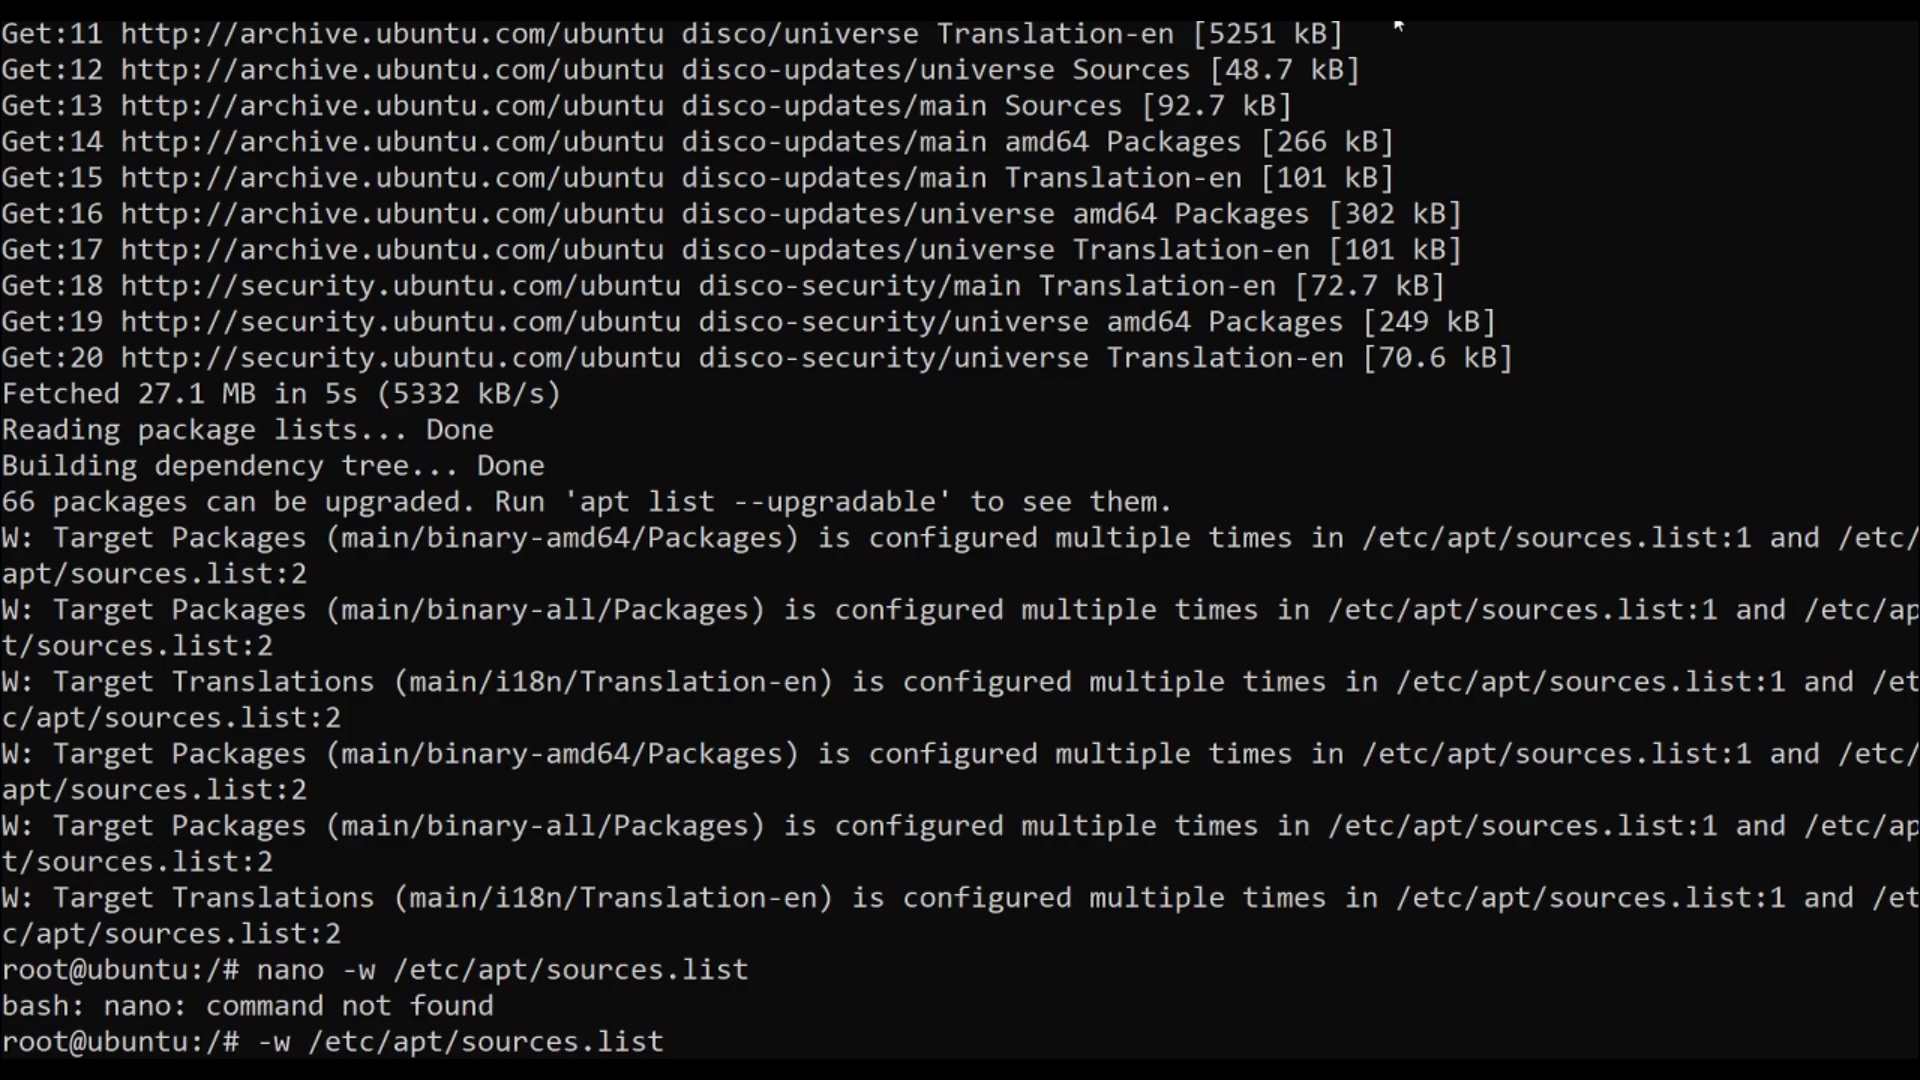 Get:11 http://archive.ubuntu.com/ubuntu disco/universe Translation-en [5251 kB]
Get:12 http://archive.ubuntu.com/ubuntu disco-updates/universe Sources [48.7 kB]
Get:13 http://archive.ubuntu.com/ubuntu disco-updates/main Sources [92.7 kB]
Get:14 http://archive.ubuntu.com/ubuntu disco-updates/main amd64 Packages [266 kB]
Get:15 http://archive.ubuntu.com/ubuntu disco-updates/main Translation-en [101 kB]
Get:16 http://archive.ubuntu.com/ubuntu disco-updates/universe amd64 Packages [302 kB]
Get:17 http://archive.ubuntu.com/ubuntu disco-updates/universe Translation-en [101 kB]
Get:18 http://security.ubuntu.com/ubuntu disco-security/main Translation-en [72.7 kB]
Get:19 http://security.ubuntu.com/ubuntu disco-security/universe amd64 Packages [249 kB]
Get:20 http://security.ubuntu.com/ubuntu disco-security/universe Translation-en [70.6 kB]
Fetched 27.1 MB in 5s (5332 kB/s)
Reading package lists... Done
Building dependency tree... Done
66 packages can be upgraded. Run 'apt list --upgradable' to see them.
W: Target Packages (main/binary-amd64/Packages) is configured multiple times in /etc/apt/sources.list:1 and /etc/
apt/sources.list:2
W: Target Packages (main/binary-all/Packages) is configured multiple times in /etc/apt/sources.list:1 and /etc/ap
t/sources.list:2
W: Target Translations (main/i18n/Translation-en) is configured multiple times in /etc/apt/sources.list:1 and /et
c/apt/sources.list:2
W: Target Packages (main/binary-amd64/Packages) is configured multiple times in /etc/apt/sources.list:1 and /etc/
apt/sources.list:2
W: Target Packages (main/binary-all/Packages) is configured multiple times in /etc/apt/sources.list:1 and /etc/ap
t/sources.list:2
W: Target Translations (main/i18n/Translation-en) is configured multiple times in /etc/apt/sources.list:1 and /et
c/apt/sources.list:2
root@ubuntu:/# nano -w /etc/apt/sources.list
bash: nano: command not found
root@ubuntu:/# -w /etc/apt/sources.list